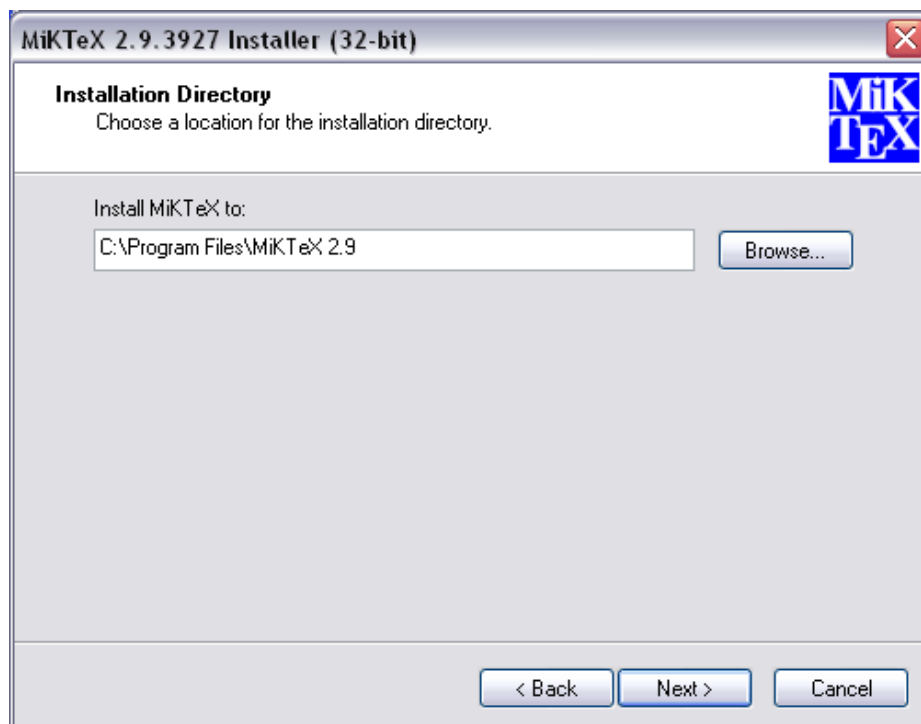 MiKTeX 2.9.3927 Installer (32-bit)
Installation Directory
Choose a location for the installation directory.
MiK
TEX
Install MiKTeX to:
C:\Program Files\MiKTeX 2.9
Browse...
< Back
Next >
Cancel